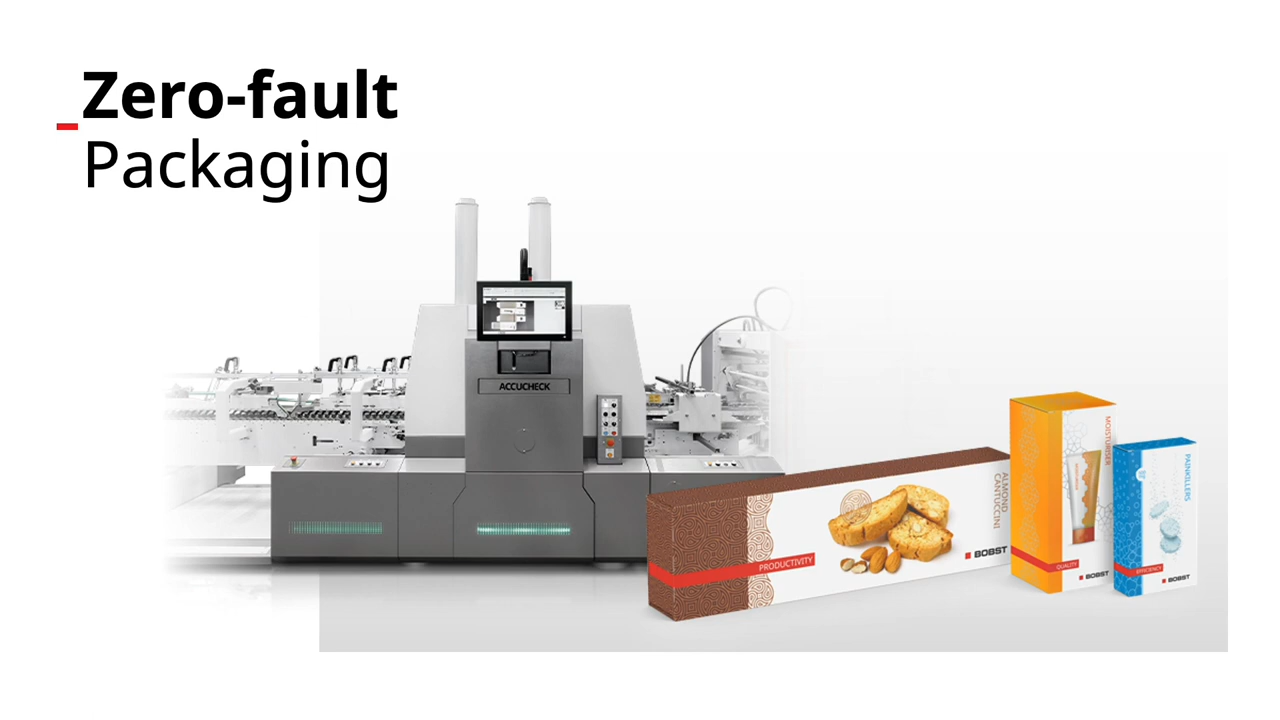 Zero-fault
Packaging
ACCUCHECK
ALMOND
CANTUCCINI
PRODUCTIVITY
BOBST
MOISTURISER
QUALITY
BOBST
PAINKILLERS
EFFICIENCY
BOBST